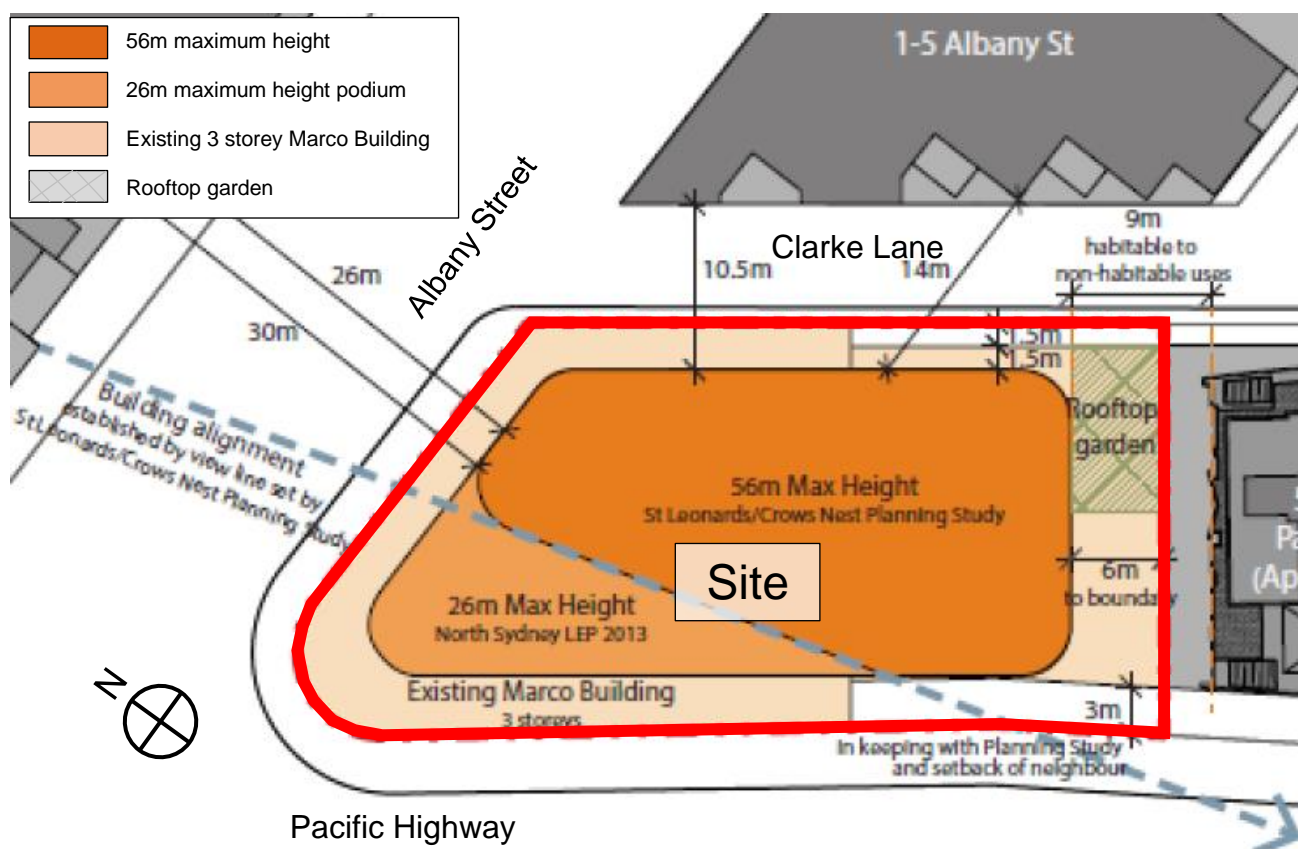 56m maximum height
26m maximum height podium
Existing 3 storey Marco Building
Rooftop garden
1-5 Albany St
Albany Street
Clarke Lane
26m
30m
10.5m
14m
9m
habitable to
non-habitable uses
1.5m
1.5m
Building alignment
established by view line set by
St Leonards/Crows Nest Planning Study
Rooftop
garden
56m Max Height
St Leonards/Crows Nest Planning Study
Site
6m
to boundary
26m Max Height
North Sydney LEP 2013
Existing Marco Building
3 storeys
3m
In keeping with Planning Study
and setback of neighbour
N
Pacific Highway